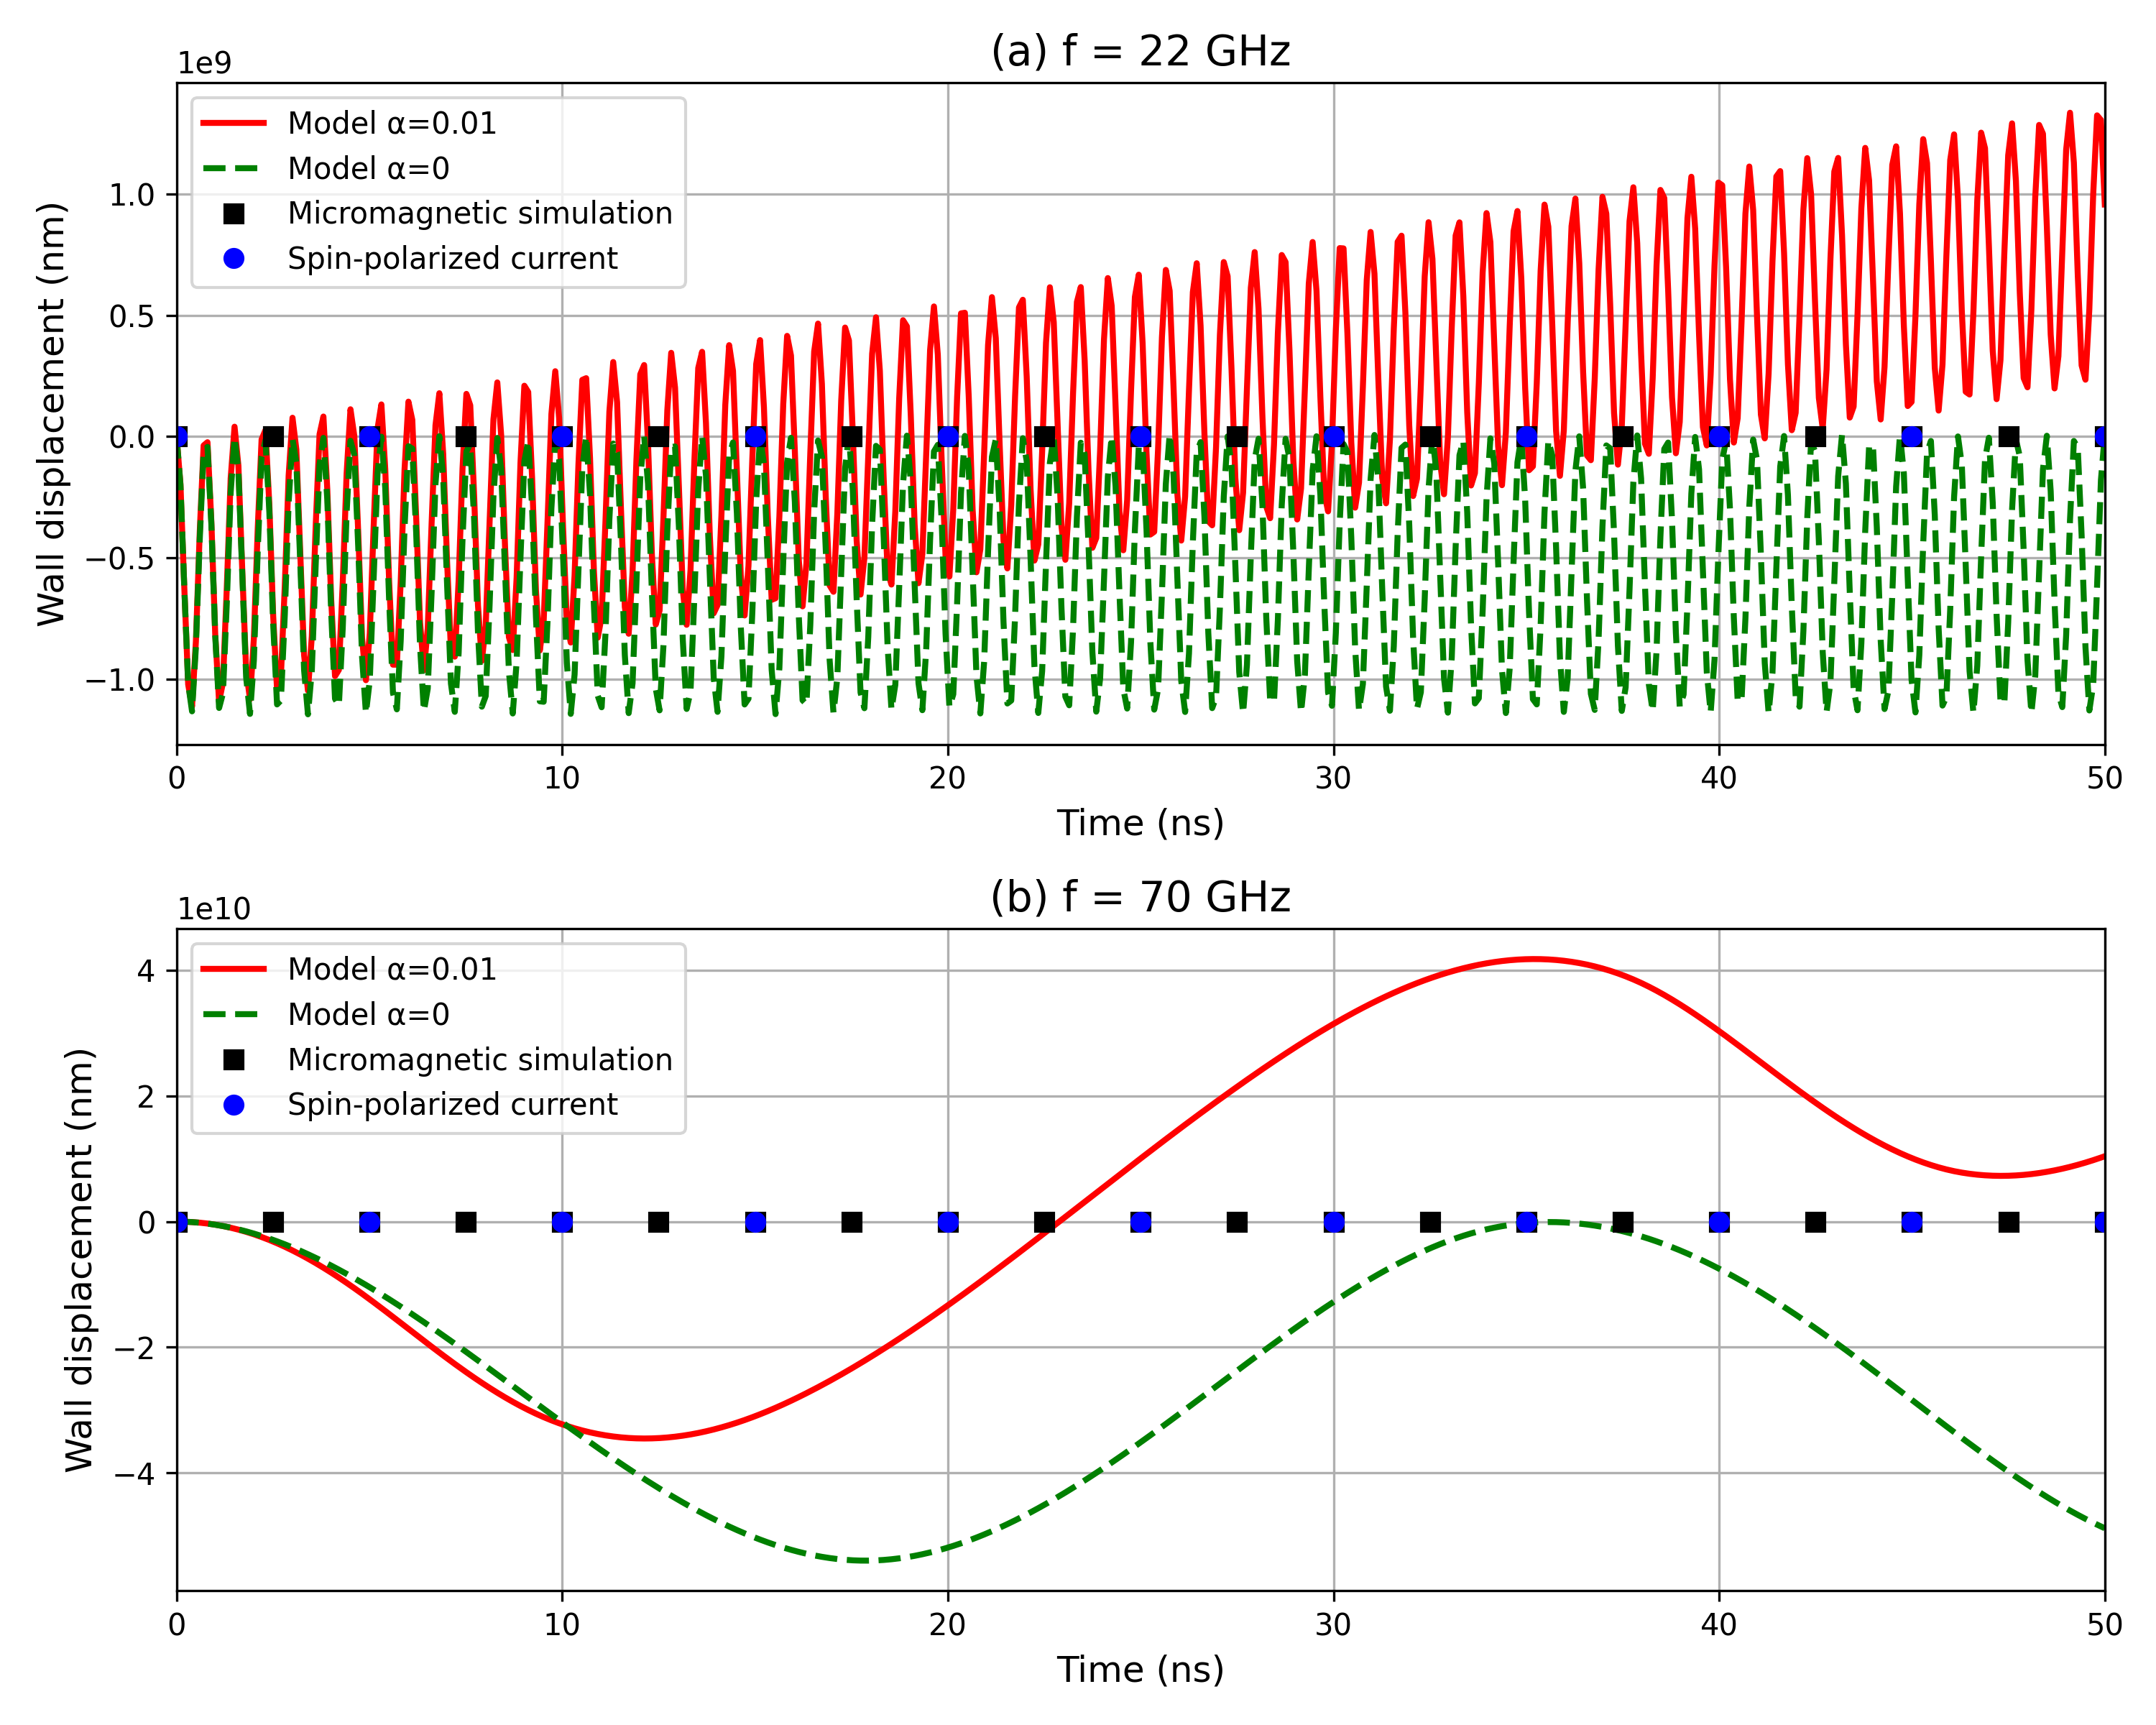 (a) f = 22 GHz
1e9
Model α=0.01
Model α=0
Micromagnetic simulation
Spin-polarized current
Wall displacement (nm)
1.0
0.5
0.0
−0.5
−1.0
0 10 20 30 40 50
Time (ns)
(b) f = 70 GHz
1e10
Model α=0.01
Model α=0
Micromagnetic simulation
Spin-polarized current
Wall displacement (nm)
4
2
0
−2
−4
0 10 20 30 40 50
Time (ns)